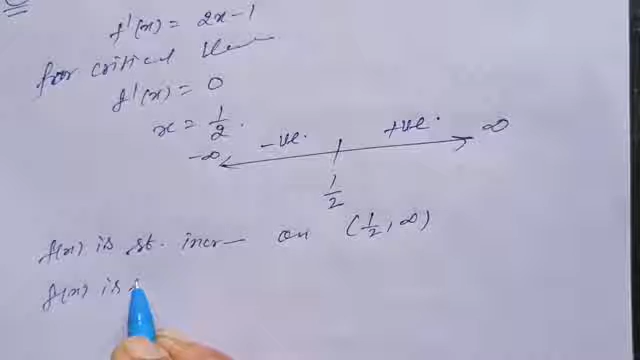 f'(x) = 2x-1
for critical
f'(x) = 0
x = 1/2.
-∞ -ve. +ve. ∞
1/2
f(x) is st. incr on (1/2, ∞)
f(x) is